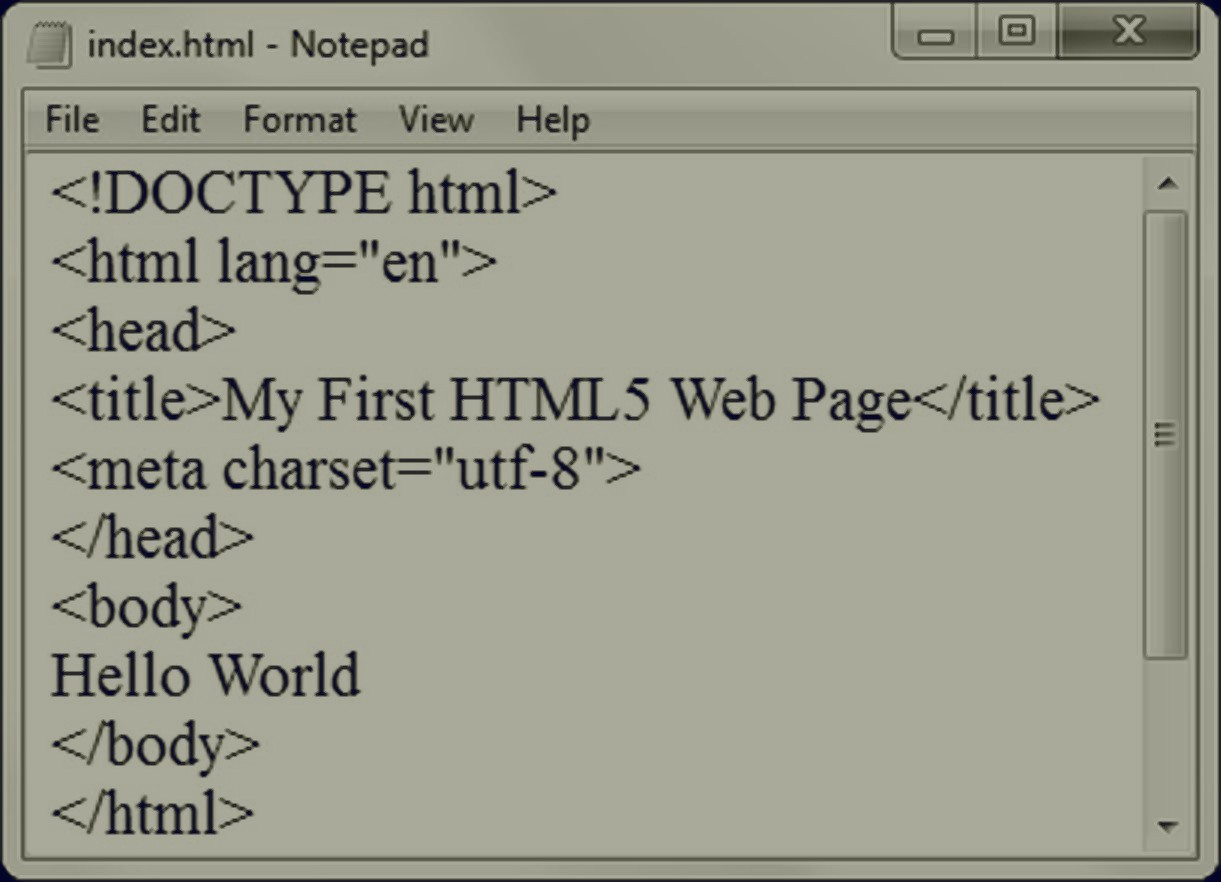 index.html - Notepad
File Edit Format View Help
<!DOCTYPE html>
<html lang="en">
<head>
<title>My First HTML5 Web Page</title>
<meta charset="utf-8">
</head>
<body>
Hello World
</body>
</html>